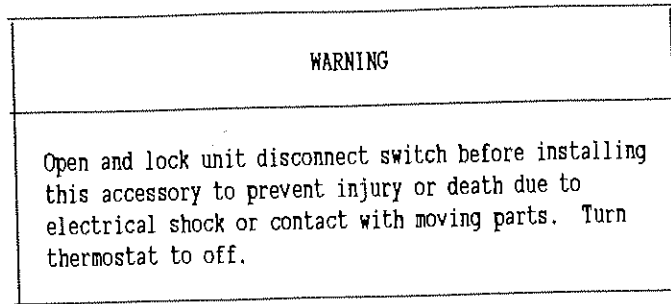 WARNING
Open and lock unit disconnect switch before installing
this accessory to prevent injury or death due to
electrical shock or contact with moving parts.  Turn
thermostat to off.